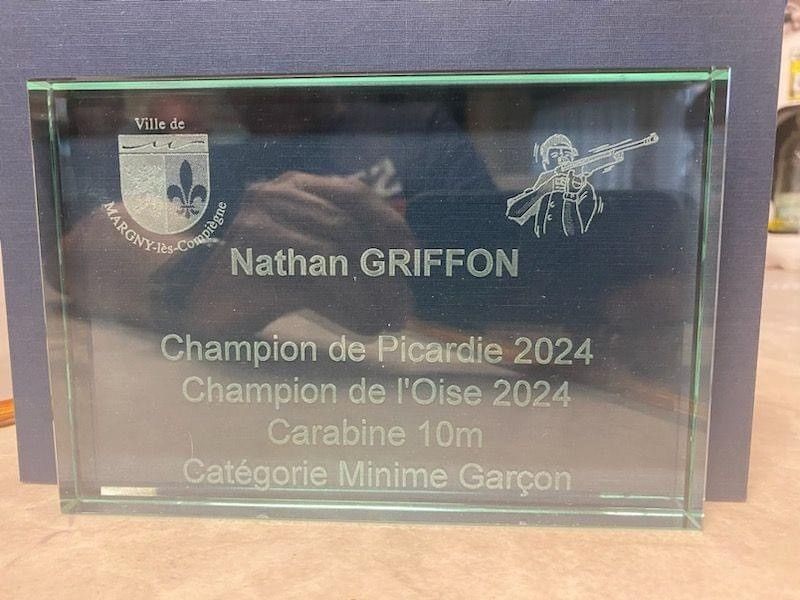 Ville de
MARGNY-lès-Compiègne
Nathan GRIFFON
Champion de Picardie 2024
Champion de l'Oise 2024
Carabine 10m
Catégorie Minime Garçon